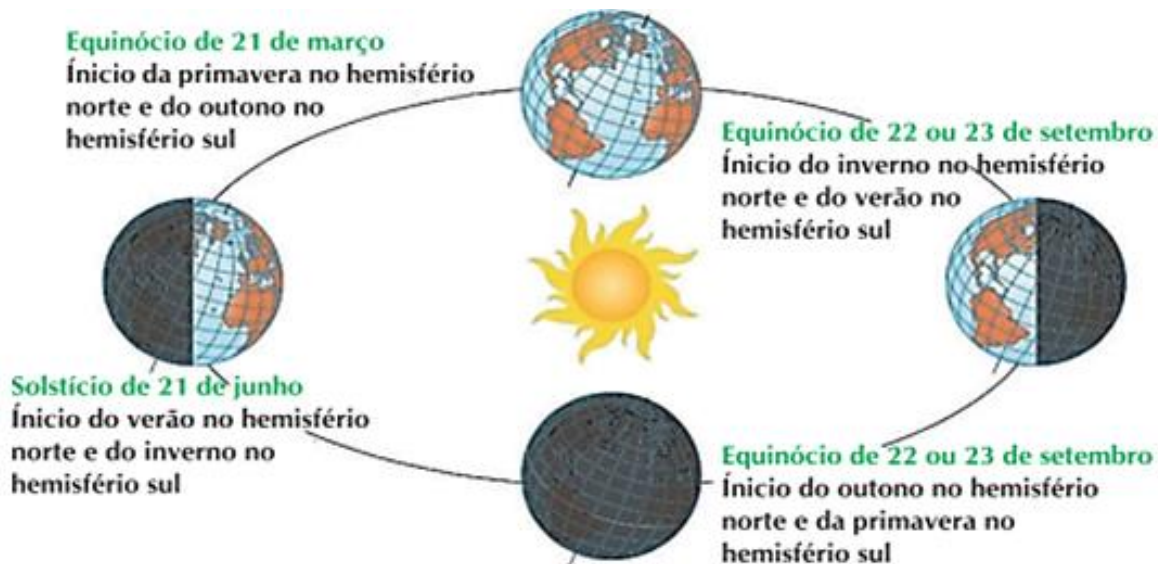 Equinócio de 21 de março
Ínicio da primavera no hemisfério
norte e do outono no
hemisfério sul
Equinócio de 22 ou 23 de setembro
Ínicio do inverno no hemisfério
norte e do verão no
hemisfério sul
Solstício de 21 de junho
Ínicio do verão no hemisfério
norte e do inverno no
hemisfério sul
Equinócio de 22 ou 23 de setembro
Ínicio do outono no hemisfério
norte e da primavera no
hemisfério sul